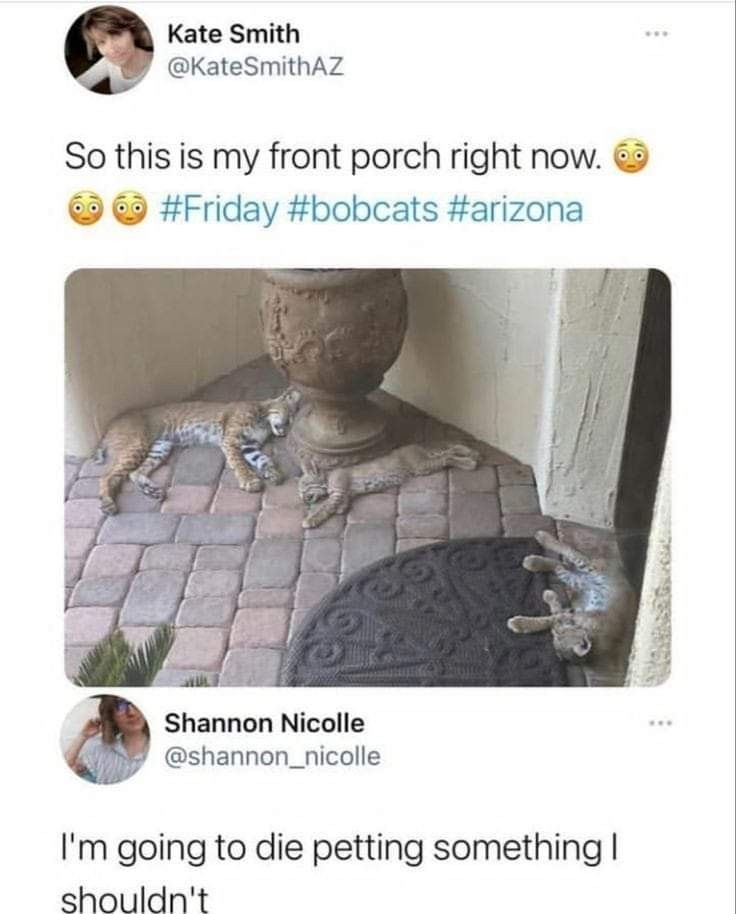 Kate Smith
@KateSmithAZ
So this is my front porch right now. 😳
😳 😳 #Friday #bobcats #arizona
Shannon Nicolle
@shannon_nicolle
I'm going to die petting something I
shouldn't